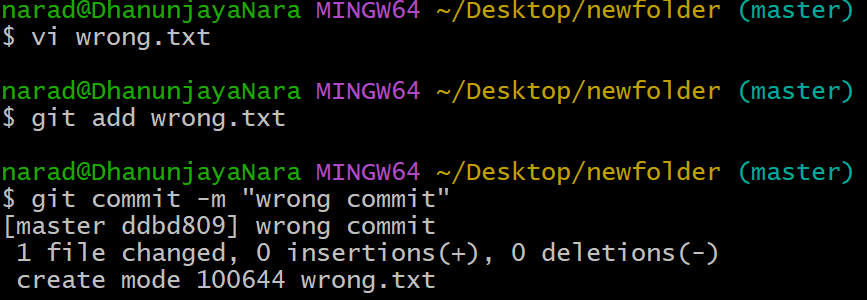 narad@DhanunjayaNara MINGW64 ~/Desktop/newfolder (master)
$ vi wrong.txt
narad@DhanunjayaNara MINGW64 ~/Desktop/newfolder (master)
$ git add wrong.txt
narad@DhanunjayaNara MINGW64 ~/Desktop/newfolder (master)
$ git commit -m "wrong commit"
[master ddbd809] wrong commit
 1 file changed, 0 insertions(+), 0 deletions(-)
 create mode 100644 wrong.txt